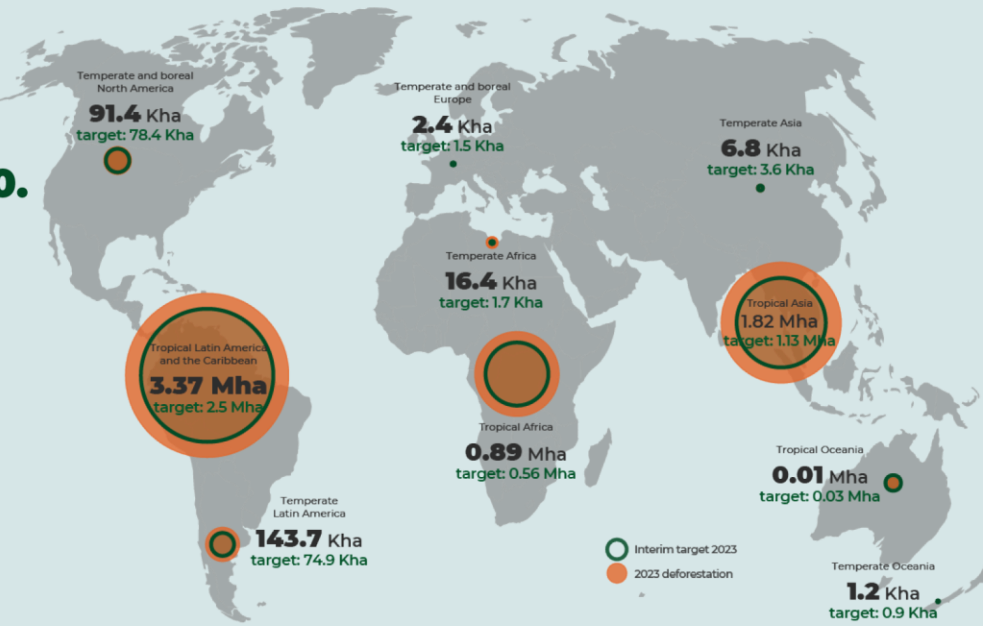 Temperate and boreal
North America
91.4 Kha
target: 78.4 Kha
Temperate and boreal
Europe
2.4 Kha
target: 1.5 Kha
Temperate Asia
6.8 Kha
target: 3.6 Kha
0.
Temperate Africa
16.4 Kha
target: 1.7 Kha
Tropical Asia
1.82 Mha
target: 1.13 Mha
Tropical Latin America
and the Caribbean
3.37 Mha
target: 2.5 Mha
Tropical Africa
0.89 Mha
target: 0.56 Mha
Tropical Oceania
0.01 Mha
target: 0.03 Mha
Temperate
Latin America
143.7 Kha
target: 74.9 Kha
Interim target 2023
2023 deforestation
Temperate Oceania
1.2 Kha
target: 0.9 Kha